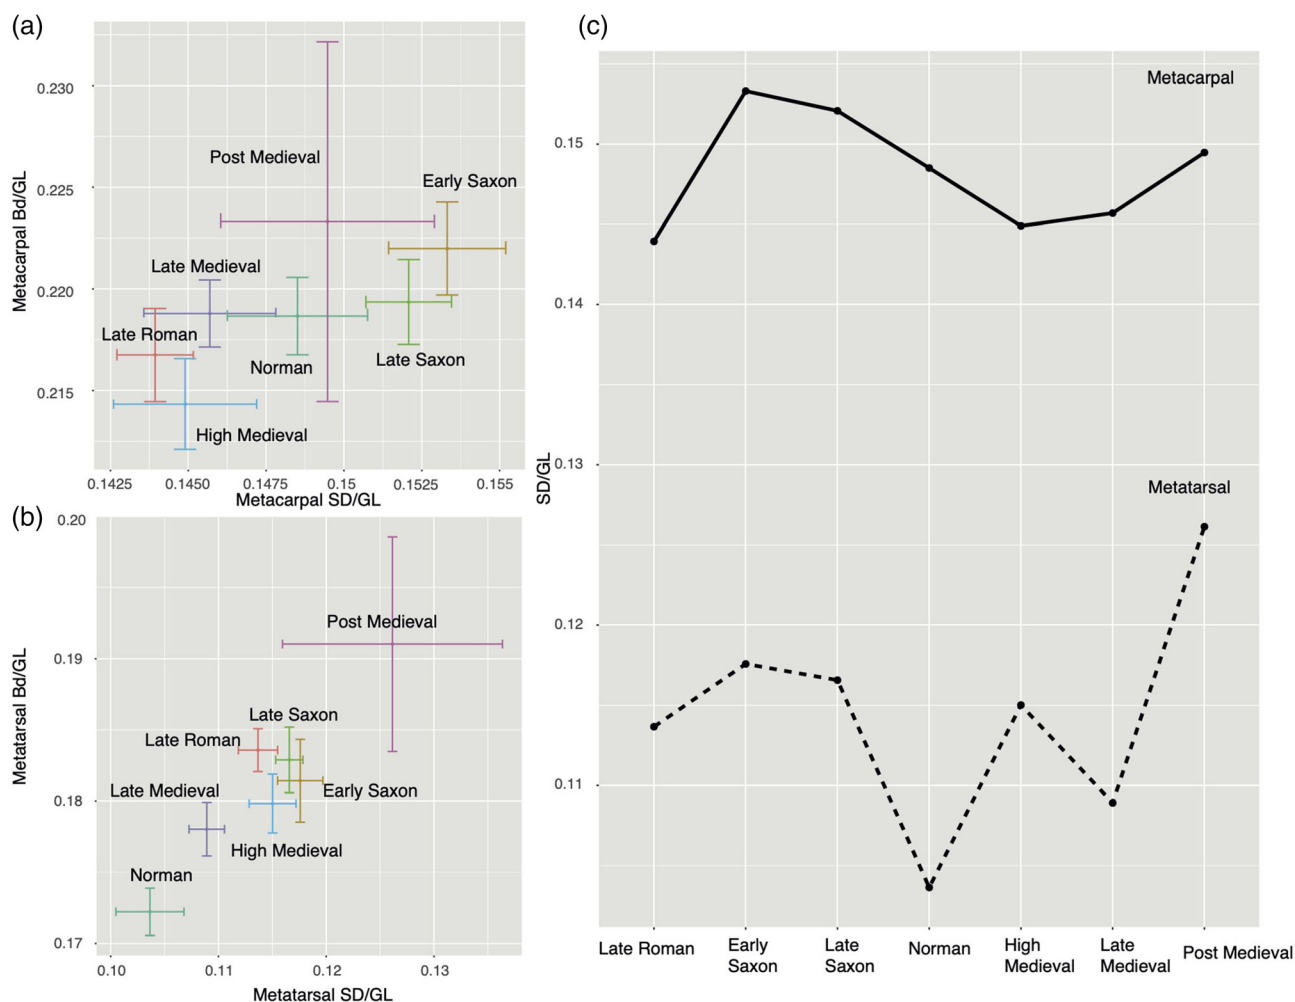 (a)
0.230
0.225
0.220
0.215
Metacarpal Bd/GL
Post Medieval
Early Saxon
Late Medieval
Late Roman
Norman
Late Saxon
High Medieval
0.1425
0.1450
0.1475
0.15
0.1525
0.155
Metacarpal SD/GL
(b)
0.20
0.19
0.18
0.17
Metatarsal Bd/GL
Post Medieval
Late Saxon
Late Roman
Late Medieval
Early Saxon
High Medieval
Norman
0.10
0.11
0.12
0.13
Metatarsal SD/GL
(c)
Metacarpal
0.15
0.14
0.13
SD/GL
Metatarsal
0.12
0.11
Late Roman
Early
Saxon
Late
Saxon
Norman
High
Medieval
Late
Medieval
Post Medieval